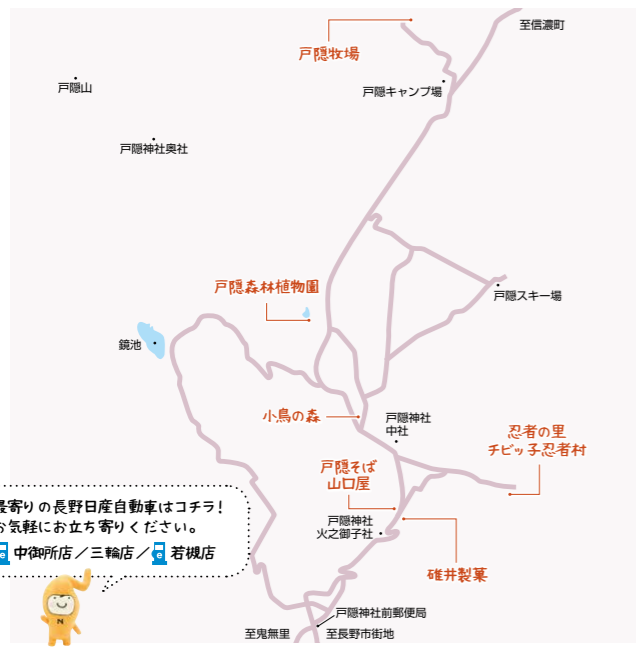 至信濃町
戸隠牧場
戸隠山
戸隠キャンプ場
戸隠神社奥社
戸隠森林植物園
戸隠スキー場
鏡池
小鳥の森
戸隠神社
中社
忍者の里
チビッ子忍者村
戸隠そば
山口屋
戸隠神社
火之御子社
碓井製菓
最寄りの長野日産自動車はコチラ!
お気軽にお立ち寄りください。
e 中御所店/三輪店/e 若槻店
N
戸隠神社前郵便局
至鬼無里
至長野市街地